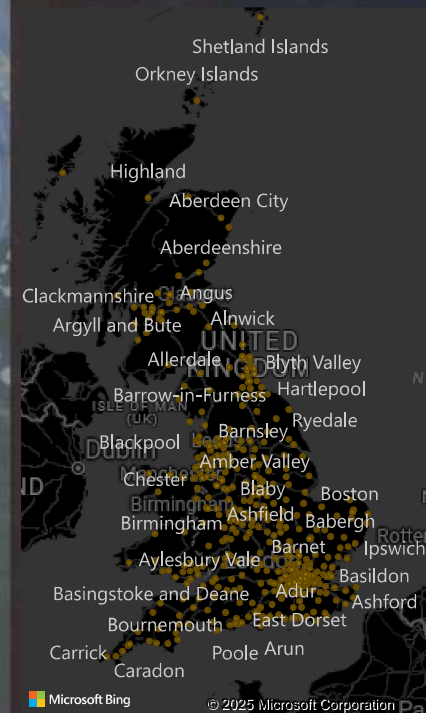 Shetland Islands
Orkney Islands
Highland
Aberdeen City
Aberdeenshire
Clackmannshire
Angus
Argyll and Bute
Alnwick
UNITED
KINGDOM
Allerdale
Blyth Valley
Barrow-in-Furness
Hartlepool
ISLE OF MAN
(UK)
Ryedale
Blackpool
Barnsley
Dublin
Manchester
Amber Valley
Chester
Blaby
Boston
Birmingham
Birmingham
Ashfield
Babergh
Rotter
Aylesbury Vale
Barnet
Ipswich
Basildon
Basingstoke and Deane
Adur
Ashford
Bournemouth
East Dorset
Carrick
Poole
Arun
Caradon
Microsoft Bing
© 2025 Microsoft Corporation